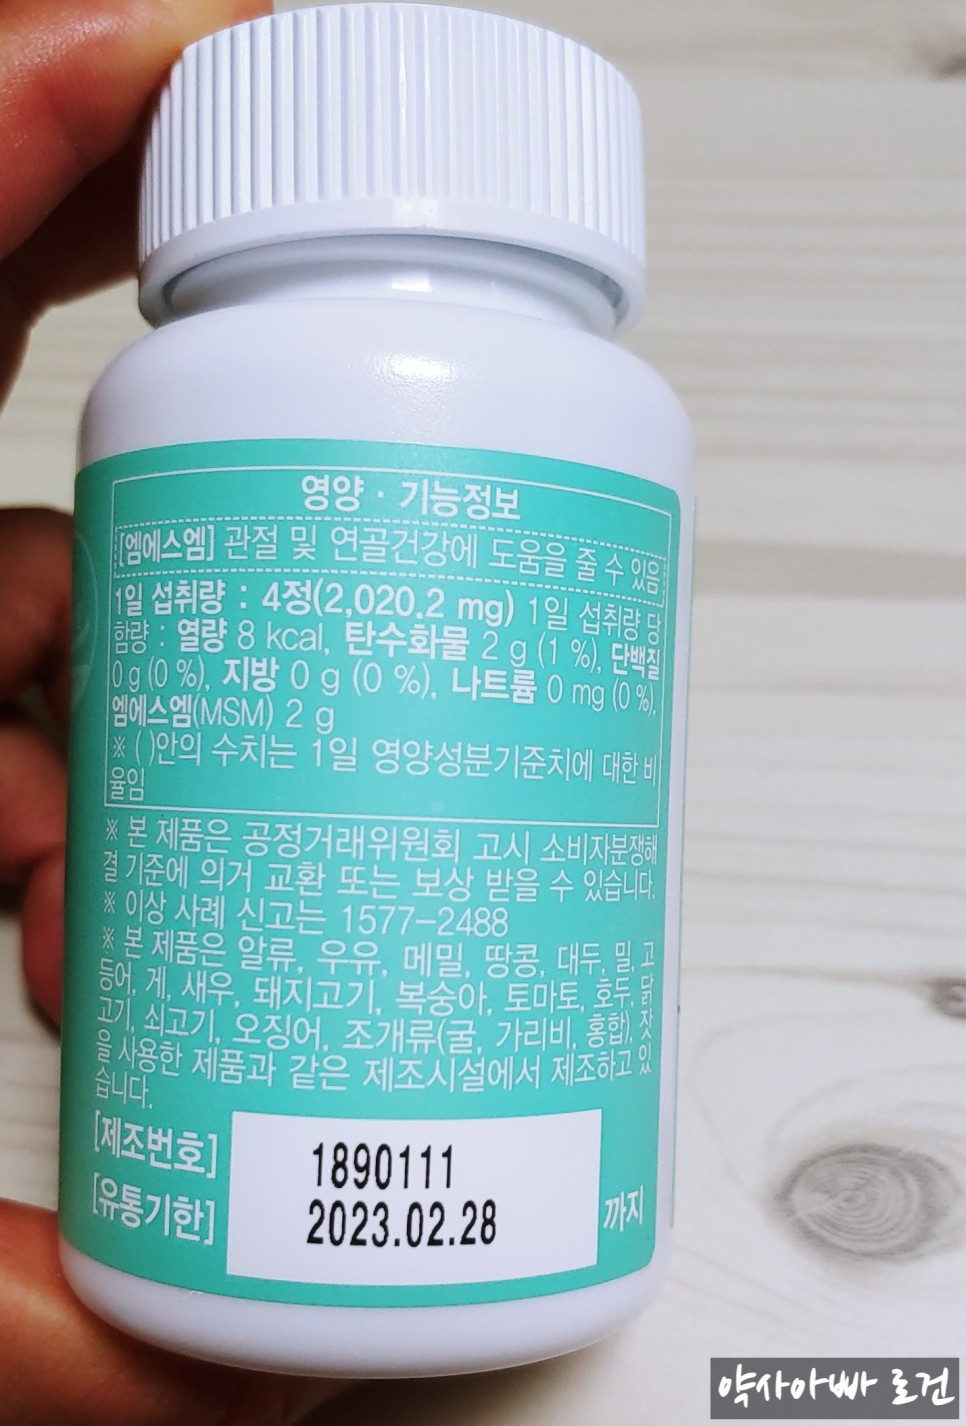 영양 · 기능정보
[엠에스엠] 관절 및 연골건강에 도움을 줄 수 있음
1일 섭취량 : 4정(2,020.2 mg) 1일 섭취량 당
함량 : 열량 8 kcal, 탄수화물 2 g (1 %), 단백질
0 g (0 %), 지방 0 g (0 %), 나트륨 0 mg (0 %),
엠에스엠(MSM) 2 g
※ ( )안의 수치는 1일 영양성분기준치에 대한 비
율임
※ 본 제품은 공정거래위원회 고시 소비자분쟁해
결 기준에 의거 교환 또는 보상 받을 수 있습니다.
※ 이상 사례 신고는 1577-2488
※ 본 제품은 알류, 우유, 메밀, 땅콩, 대두, 밀, 고
등어, 게, 새우, 돼지고기, 복숭아, 토마토, 호두, 닭
고기, 쇠고기, 오징어, 조개류(굴, 가리비, 홍합), 잣
을 사용한 제품과 같은 제조시설에서 제조하고 있
습니다.
[제조번호] 1890111
[유통기한] 2023.02.28 까지
약사아빠 로건